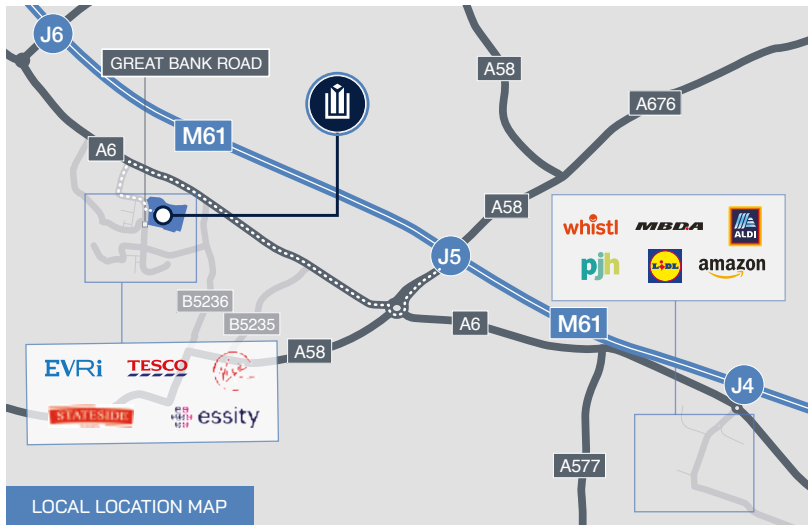 J6
GREAT BANK ROAD
A58
A676
M61
A6
A58
J5
whistl
MBDA
ALDI
pjh
LiDL
amazon
B5236
B5235
A6
M61
A58
EVRi
TESCO
STATESIDE
essity
J4
A577
LOCAL LOCATION MAP